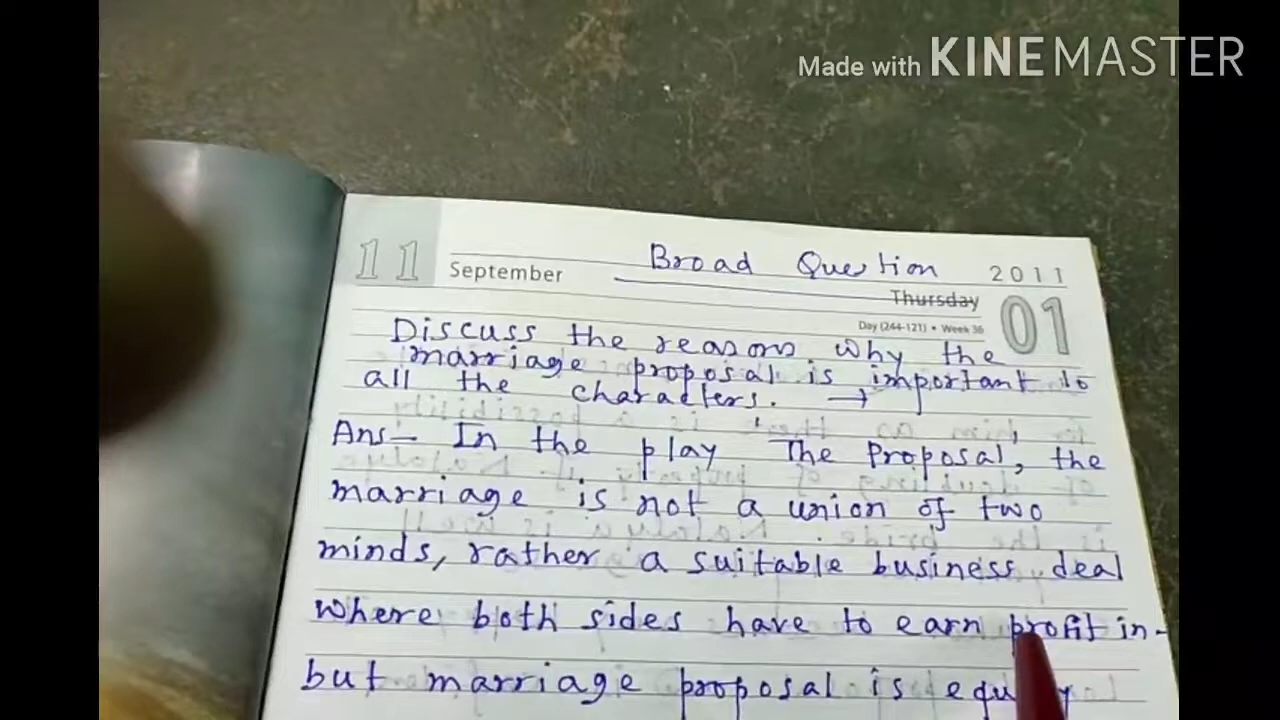 Made with KINEMASTER
Broad Question
11 September 2011
Thursday
Day (244-121) • Week 36
01
Discuss the reasons why the
marriage proposal is important to
all the characters. →
Ans- In the play 'The Proposal', the
marriage is not a union of two
minds, rather a suitable business deal
where both sides have to earn profit in-
but marriage proposal is